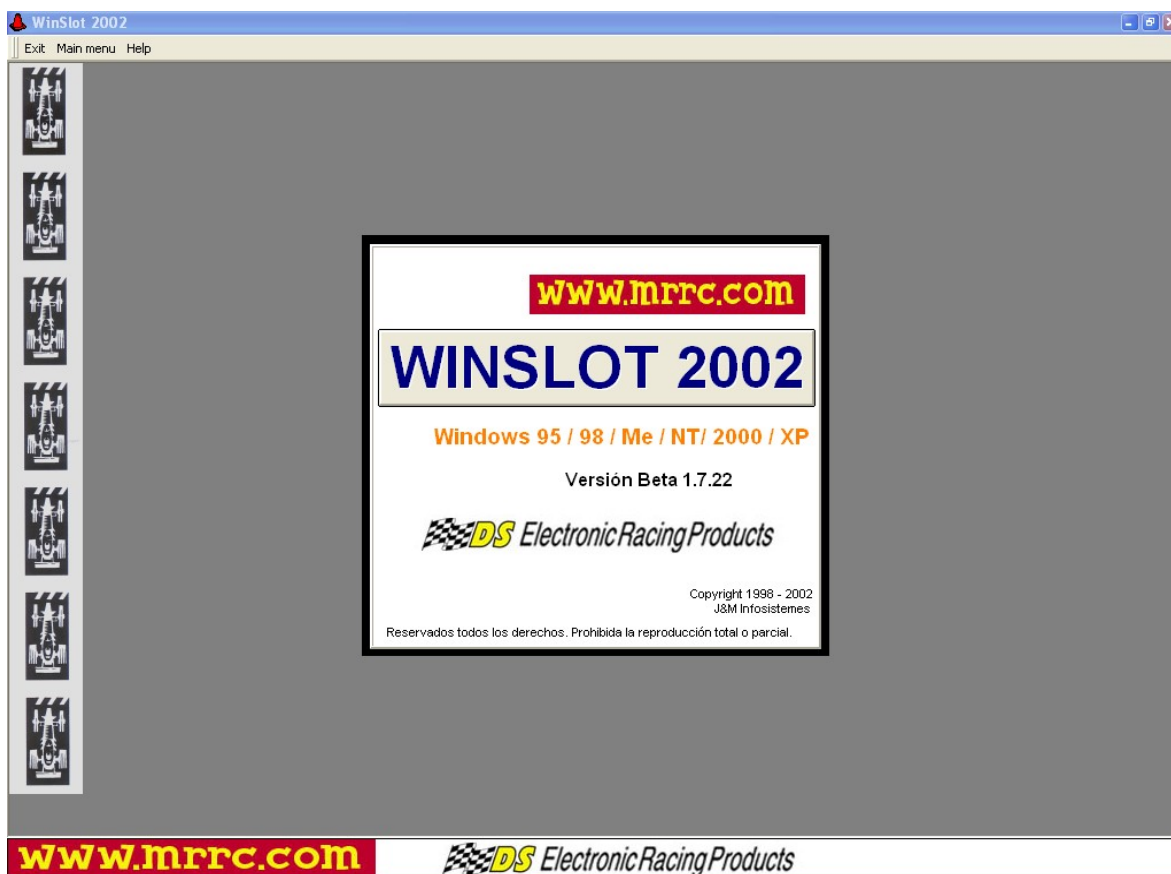 WinSlot 2002
Exit Main menu Help
www.mrrc.com
WINSLOT 2002
Windows 95 / 98 / Me / NT/ 2000 / XP
Versión Beta 1.7.22
DS Electronic Racing Products
Copyright 1998 - 2002
J&M Infosistemes
Reservados todos los derechos. Prohibida la reproducción total o parcial.
www.mrrc.com DS Electronic Racing Products